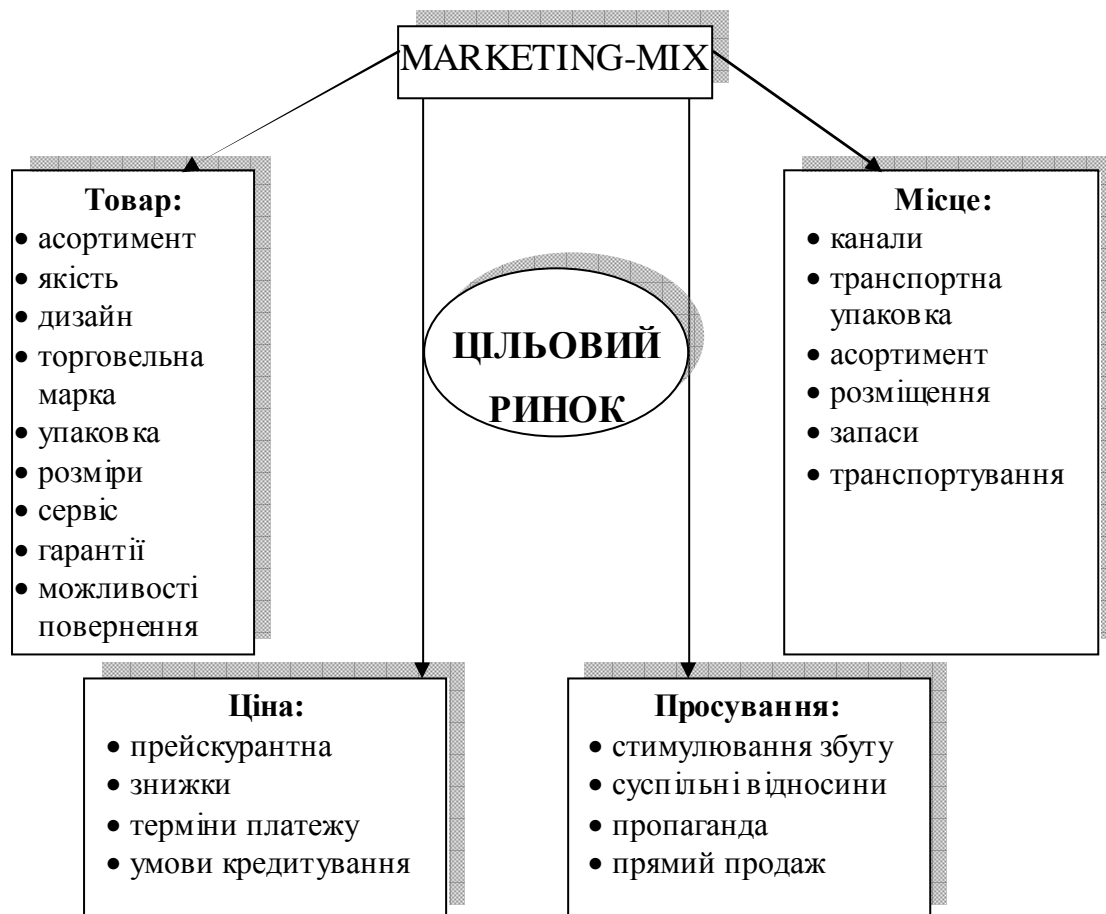 MARKETING-MIX
Товар:
• асортимент
• якість
• дизайн
• торговельна
марка
• упаковка
• розміри
• сервіс
• гарантії
• можливості
повернення
ЦІЛЬОВИЙ
РИНОК
Місце:
• канали
• транспортна
упаковка
• асортимент
• розміщення
• запаси
• транспортування
Ціна:
• прейскурантна
• знижки
• терміни платежу
• умови кредитування
Просування:
• стимулювання збуту
• суспільні відносини
• пропаганда
• прямий продаж